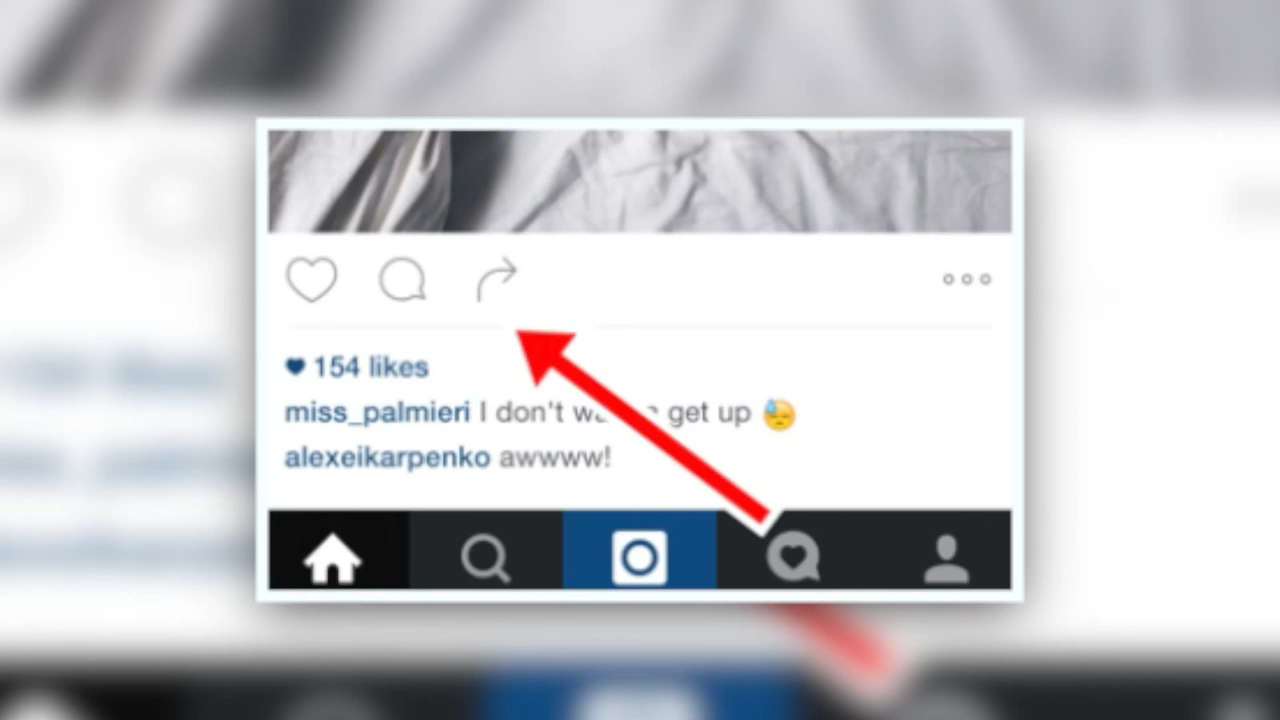 154 likes
miss_palmieri I don't get up 😓
alexeikarpenko awwww!